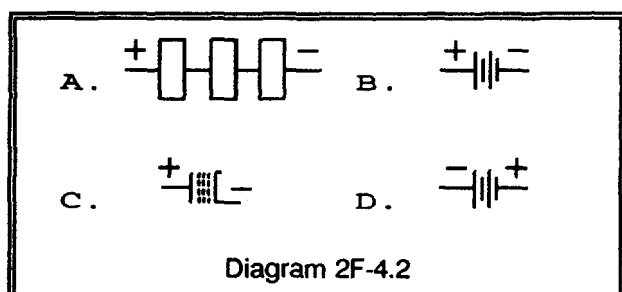 A. + − B. + −
C. + − D. − +
Diagram 2F-4.2